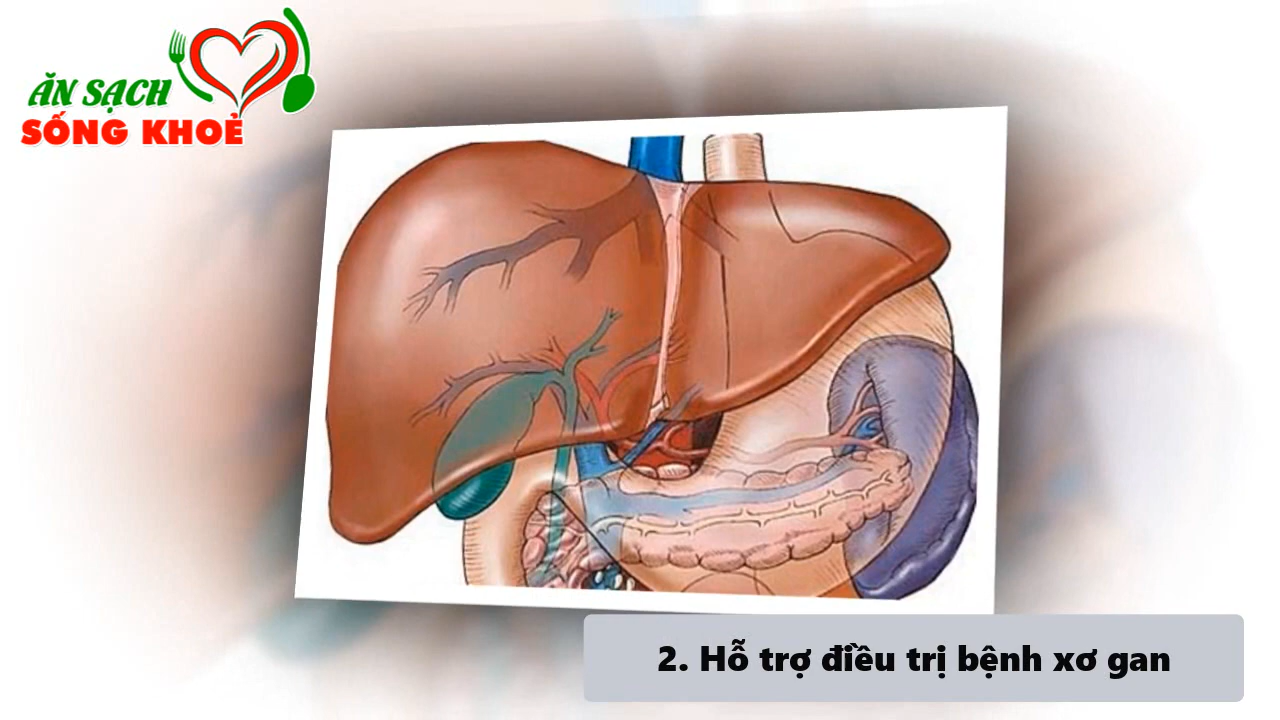 ĂN SẠCH
SỐNG KHOẺ
2. Hỗ trợ điều trị bệnh xơ gan